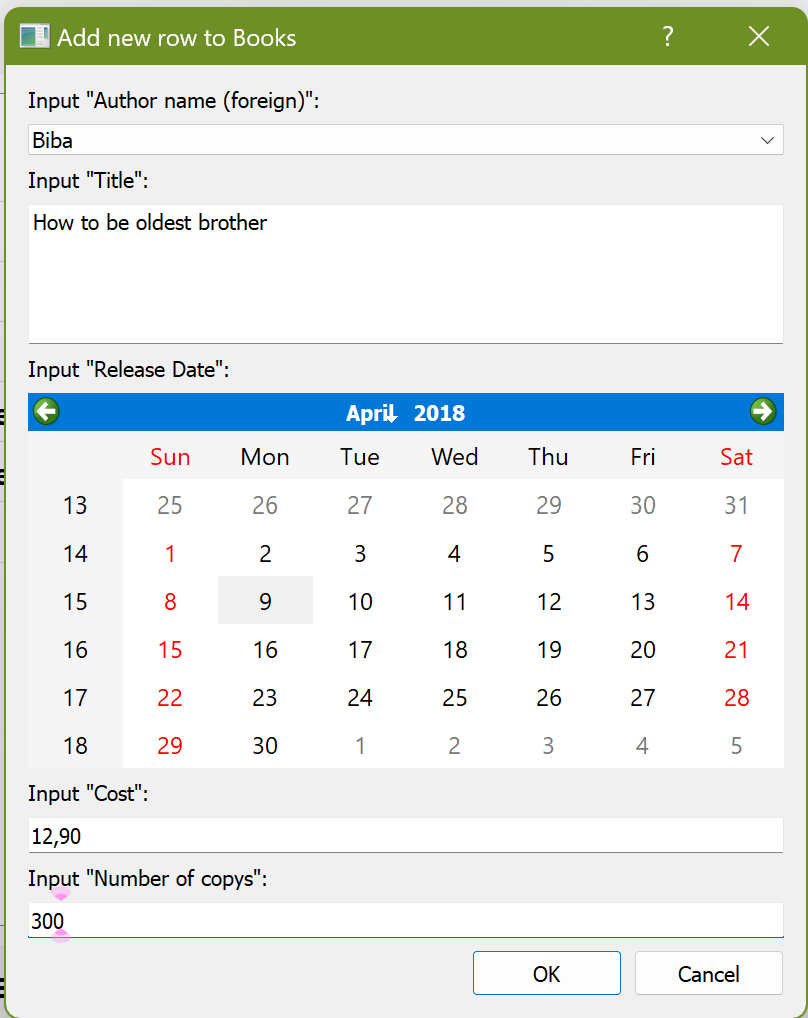 Add new row to Books ?
Input "Author name (foreign)":
Biba
Input "Title":
How to be oldest brother
Input "Release Date":
April 2018
Sun Mon Tue Wed Thu Fri Sat
13 25 26 27 28 29 30 31
14 1 2 3 4 5 6 7
15 8 9 10 11 12 13 14
16 15 16 17 18 19 20 21
17 22 23 24 25 26 27 28
18 29 30 1 2 3 4 5
Input "Cost":
12,90
Input "Number of copys":
300
OK Cancel